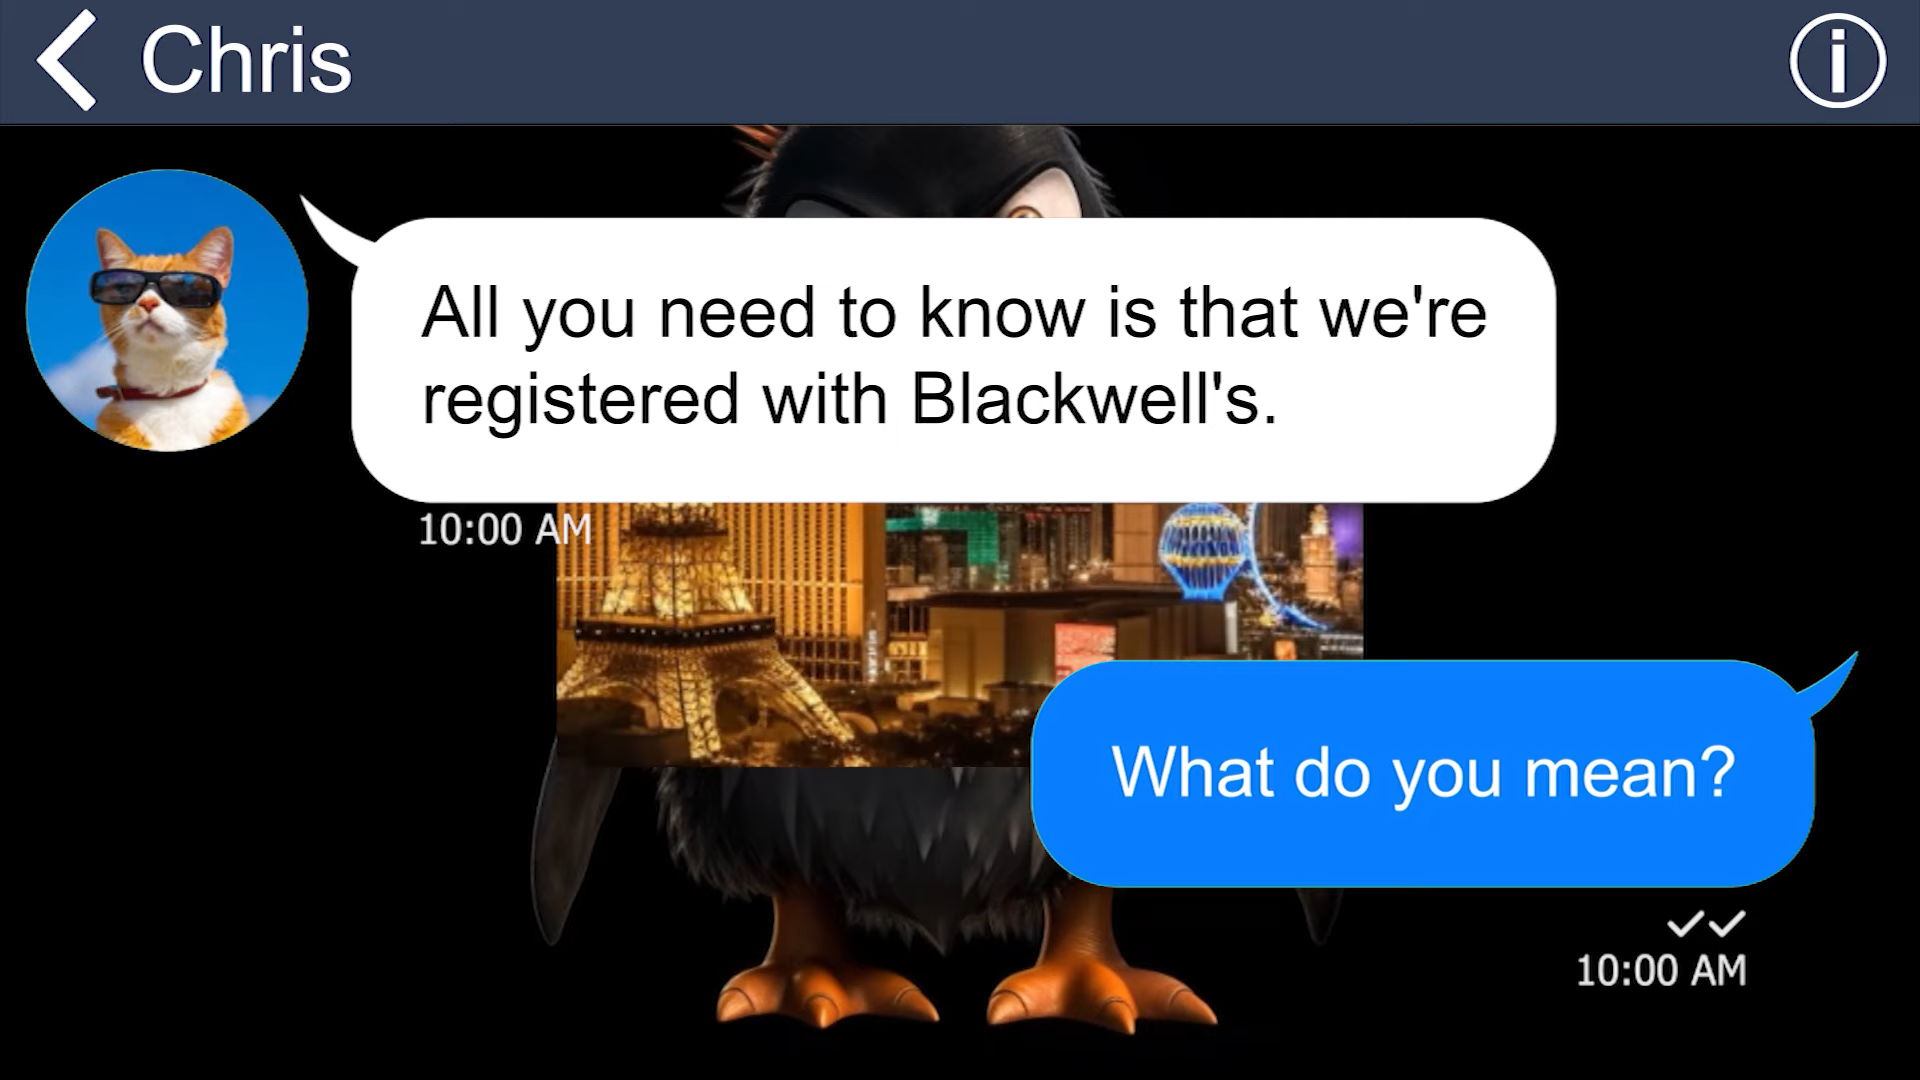 Chris
All you need to know is that we're
registered with Blackwell's.
10:00 AM
What do you mean?
10:00 AM